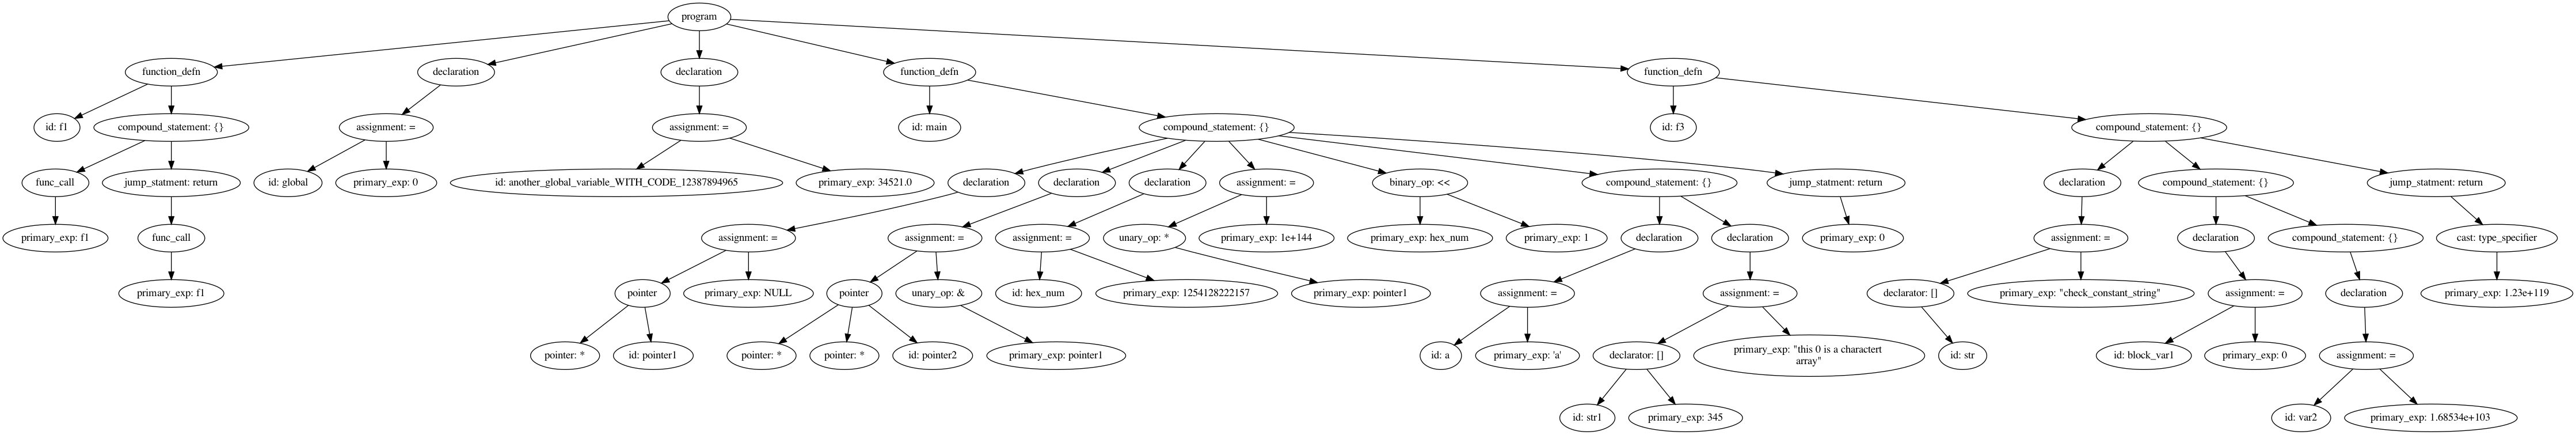 program
function_defn
declaration
declaration
function_defn
function_defn
id: f1
compound_statement: {}
assignment: =
assignment: =
id: main
compound_statement: {}
id: f3
compound_statement: {}
func_call
jump_statment: return
id: global
primary_exp: 0
id: another_global_variable_WITH_CODE_12387894965
primary_exp: 34521.0
declaration
declaration
declaration
assignment: =
binary_op: <<
compound_statement: {}
jump_statment: return
declaration
compound_statement: {}
jump_statment: return
primary_exp: f1
func_call
assignment: =
assignment: =
assignment: =
unary_op: *
primary_exp: 1e+144
primary_exp: hex_num
primary_exp: 1
declaration
declaration
primary_exp: 0
assignment: =
declaration
compound_statement: {}
cast: type_specifier
primary_exp: f1
pointer
primary_exp: NULL
pointer
unary_op: &
id: hex_num
primary_exp: 1254128222157
primary_exp: pointer1
assignment: =
assignment: =
declarator: []
primary_exp: "check_constant_string"
assignment: =
declaration
primary_exp: 1.23e+119
pointer: *
id: pointer1
pointer: *
pointer: *
id: pointer2
primary_exp: pointer1
id: a
primary_exp: 'a'
declarator: []
primary_exp: "this 0 is a charactert
array"
id: str
id: block_var1
primary_exp: 0
assignment: =
id: str1
primary_exp: 345
id: var2
primary_exp: 1.68534e+103